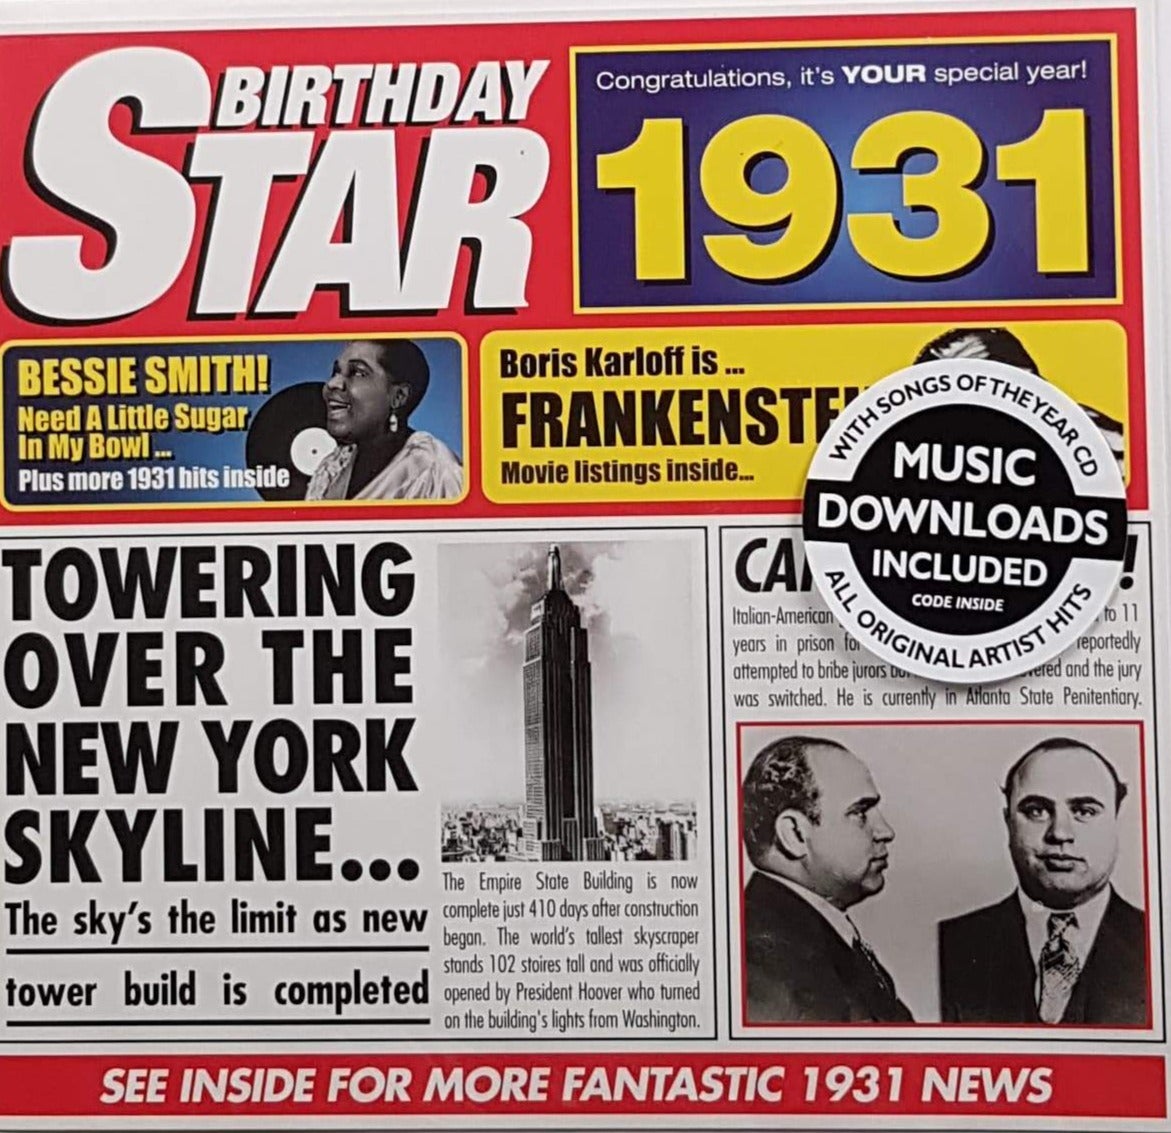 BIRTHDAY
STAR
Congratulations, it's YOUR special year!
1931
BESSIE SMITH!
Need A Little Sugar
In My Bowl ...
Plus more 1931 hits inside
Boris Karloff is ...
FRANKENSTE
Movie listings inside...
WITH SONGS OF THE YEAR CD
MUSIC
DOWNLOADS
INCLUDED
CODE INSIDE
ALL ORIGINAL ARTIST HITS
TOWERING
OVER THE
NEW YORK
SKYLINE...
The sky's the limit as new
tower build is completed
The Empire State Building is now
complete just 410 days after construction
began. The world's tallest skyscraper
stands 102 stoires tall and was officially
opened by President Hoover who turned
on the building's lights from Washington.
CA !
Italian-American to 11
years in prison for reportedly
attempted to bribe jurors and the jury
was switched. He is currently in Atlanta State Penitentiary.
SEE INSIDE FOR MORE FANTASTIC 1931 NEWS